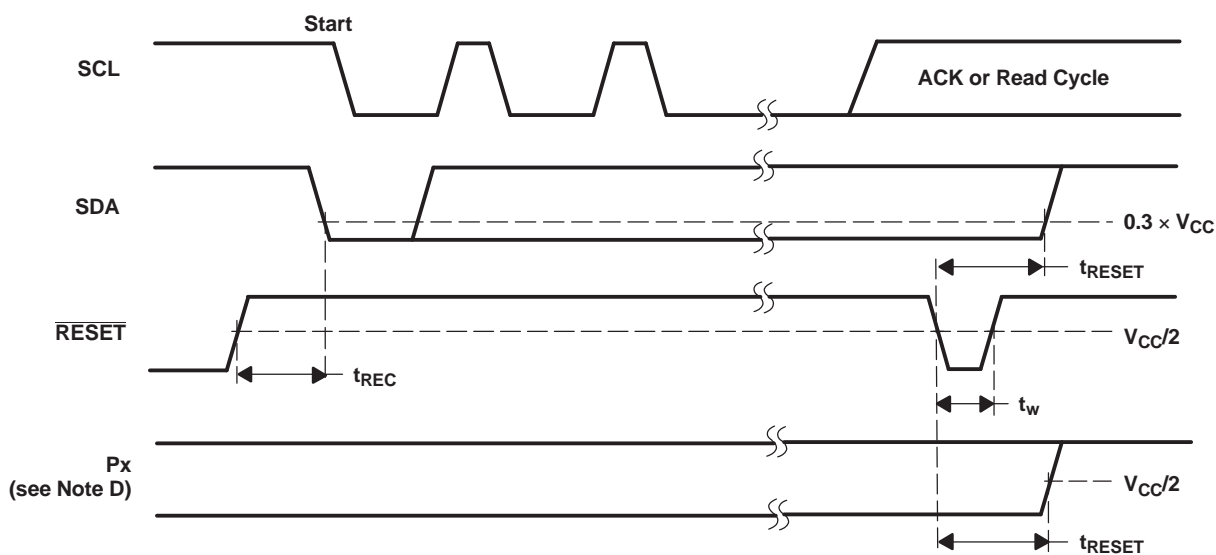 Start
SCL
ACK or Read Cycle
SDA
0.3 × VCC
tRESET
RESET
VCC/2
tREC
tW
Px
(see Note D)
VCC/2
tRESET